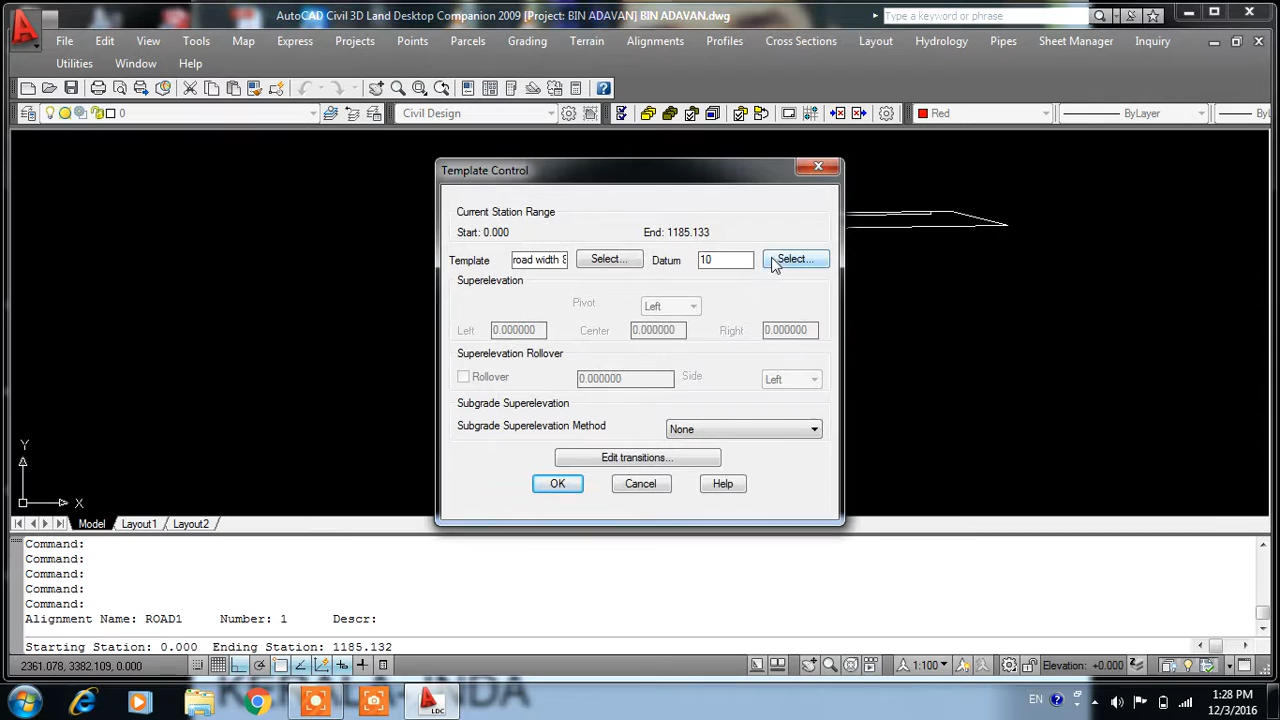 AutoCAD Civil 3D Land Desktop Companion 2009 [Project: BIN ADAVAN] BIN ADAVAN.dwg
Type a keyword or phrase
File Edit View Tools Map Express Projects Points Parcels Grading Terrain Alignments Profiles Cross Sections Layout Hydrology Pipes Sheet Manager Inquiry
Utilities Window Help
0 Civil Design Red ByLayer
Template Control
Current Station Range
Start: 0.000 End: 1185.133
Template road width 8 Select... Datum 10 Select...
Superelevation
Pivot Left
Left 0.000000 Center 0.000000 Right 0.000000
Superelevation Rollover
Rollover 0.000000 Side Left
Subgrade Superelevation
Subgrade Superelevation Method None
Edit transitions...
OK Cancel Help
Y
X
Model Layout1 Layout2
Command:
Command:
Command:
Command:
Command:
Alignment Name: ROAD1 Number: 1 Descr:
Starting Station: 0.000 Ending Station: 1185.132
2361.078, 3382.109, 0.000 1:100 Elevation: +0.000
LDC
EN 1:28 PM
12/3/2016